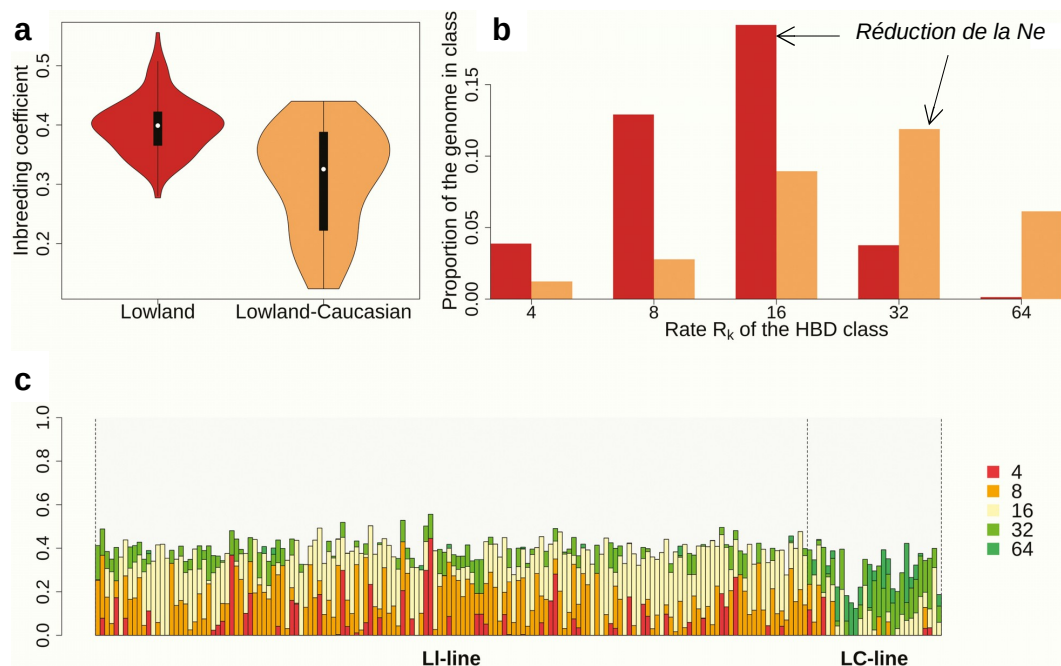 a
Inbreeding coefficient
0.5
0.4
0.3
0.2
Lowland Lowland-Caucasian
b
Réduction de la Ne
Proportion of the genome in class
0.15
0.10
0.05
0.00
4 8 16 32 64
Rate Rk of the HBD class
c
1.0
0.8
0.6
0.4
0.2
0.0
4
8
16
32
64
LI-line LC-line